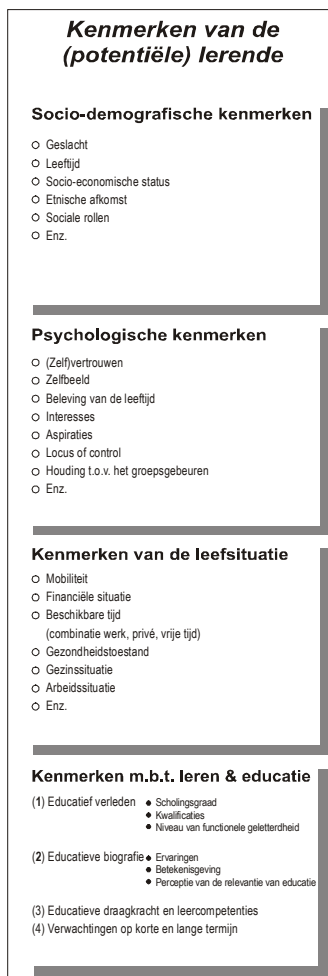 Kenmerken van de
(potentiële) lerende
Socio-demografische kenmerken
Geslacht
Leeftijd
Socio-economische status
Etnische afkomst
Sociale rollen
Enz.
Psychologische kenmerken
(Zelf)vertrouwen
Zelfbeeld
Beleving van de leeftijd
Interesses
Aspiraties
Locus of control
Houding t.o.v. het groepsgebeuren
Enz.
Kenmerken van de leefsituatie
Mobiliteit
Financiële situatie
Beschikbare tijd
(combinatie werk, privé, vrije tijd)
Gezondheidstoestand
Gezinssituatie
Arbeidssituatie
Enz.
Kenmerken m.b.t. leren & educatie
(1) Educatief verleden • Scholingsgraad
• Kwalificaties
• Niveau van functionele geletterdheid
(2) Educatieve biografie • Ervaringen
• Betekenisgeving
• Perceptie van de relevantie van educatie
(3) Educatieve draagkracht en leercompetenties
(4) Verwachtingen op korte en lange termijn